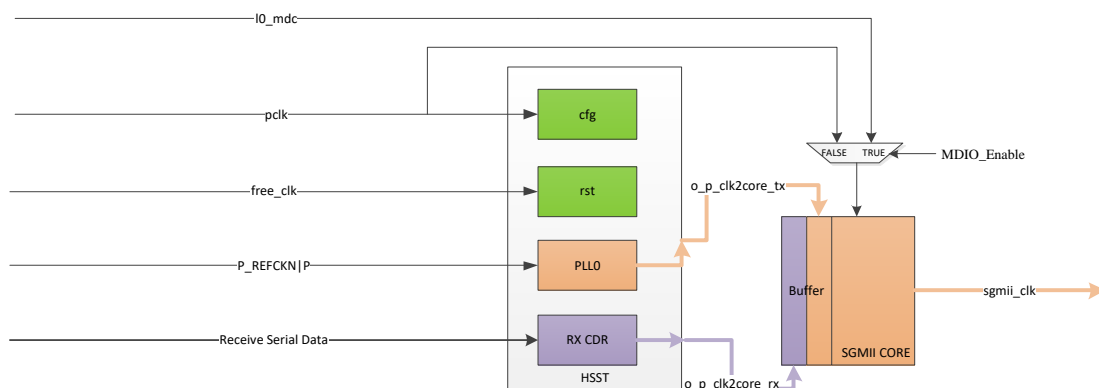 l0_mdc
pclk
cfg
FALSE TRUE
MDIO_Enable
free_clk
rst
o_p_clk2core_tx
P_REFCKN|P
PLL0
Buffer
sgmii_clk
Receive Serial Data
RX CDR
SGMII CORE
HSST
o_p_clk2core_rx